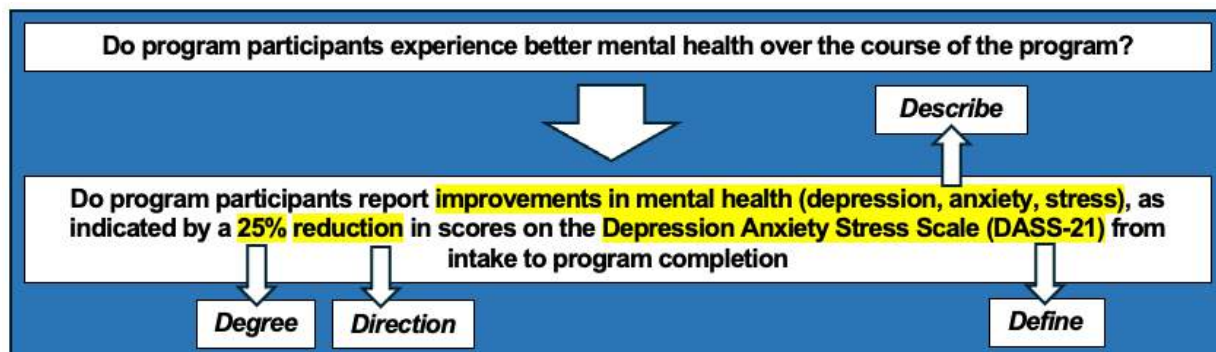 Do program participants experience better mental health over the course of the program?
Describe
Do program participants report improvements in mental health (depression, anxiety, stress), as
indicated by a 25% reduction in scores on the Depression Anxiety Stress Scale (DASS-21) from
intake to program completion
Degree
Direction
Define